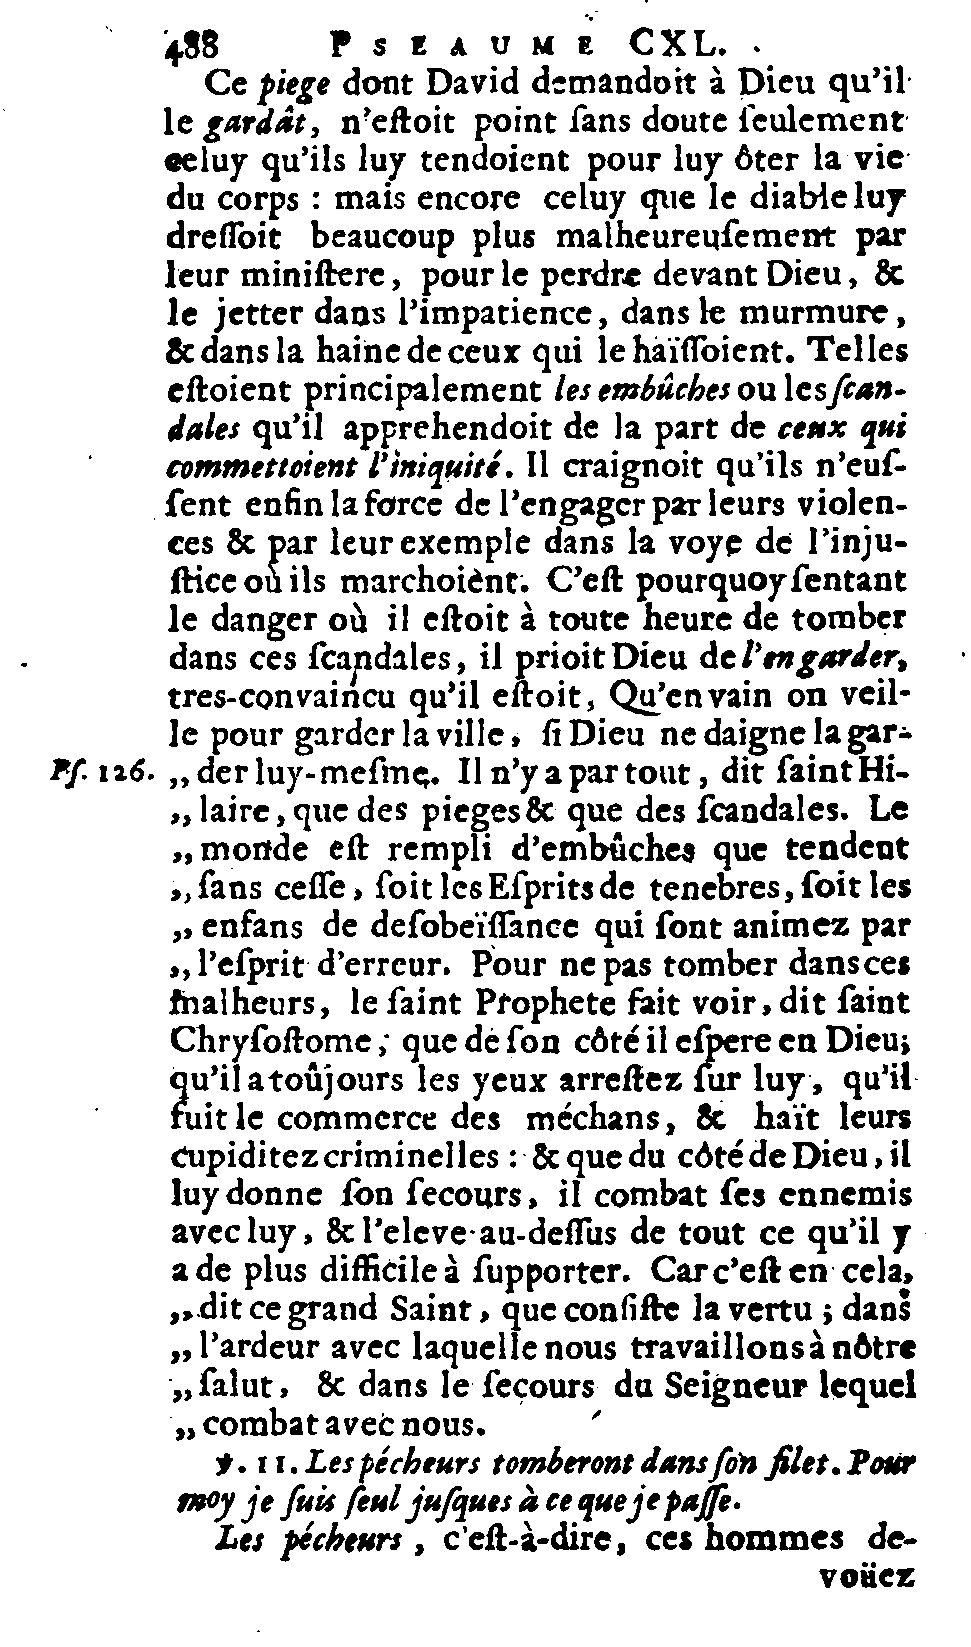 488 PSEAUME CXL.
Ce piege dont David demandoit à Dieu qu'il
le gardât, n'eſtoit point ſans doute ſeulement
celuy qu'ils luy tendoient pour luy ôter la vie
du corps : mais encore celuy que le diable luy
dreſſoit beaucoup plus malheureuſement par
leur miniſtere, pour le perdre devant Dieu, &
le jetter dans l'impatience, dans le murmure,
& dans la haine de ceux qui le haïſſoient. Telles
eſtoient principalement les embûches ou les ſcan-
dales qu'il apprehendoit de la part de ceux qui
commettoient l'iniquité. Il craignoit qu'ils n'euſ-
ſent enfin la force de l'engager par leurs violen-
ces & par leur exemple dans la voye de l'inju-
ſtice où ils marchoient. C'eſt pourquoy ſentant
le danger où il eſtoit à toute heure de tomber
dans ces ſcandales, il prioit Dieu de l'en garder,
tres-convaincu qu'il eſtoit, Qu'en vain on veil-
le pour garder la ville, ſi Dieu ne daigne la gar-
Pſ. 126. „ der luy-meſme. Il n'y a par tout, dit ſaint Hi-
„ laire, que des pieges & que des ſcandales. Le
„ monde eſt rempli d'embûches que tendent
„ ſans ceſſe, ſoit les Eſprits de tenebres, ſoit les
„ enfans de deſobeïſſance qui ſont animez par
„ l'eſprit d'erreur. Pour ne pas tomber dans ces
malheurs, le ſaint Prophete fait voir, dit ſaint
Chryſoſtome, que de ſon côté il eſpere en Dieu;
qu'il a toûjours les yeux arreſtez ſur luy, qu'il
fuit le commerce des méchans, & haït leurs
cupiditez criminelles : & que du côté de Dieu, il
luy donne ſon ſecours, il combat ſes ennemis
avec luy, & l'eleve au-deſſus de tout ce qu'il y
a de plus difficile à ſupporter. Car c'eſt en cela,
„ dit ce grand Saint, que conſiſte la vertu ; dans
„ l'ardeur avec laquelle nous travaillons à nôtre
„ ſalut, & dans le ſecours du Seigneur lequel
„ combat avec nous.
℣. 11. Les pécheurs tomberont dans ſon filet. Pour
moy je ſuis ſeul juſques à ce que je paſſe.
Les pécheurs, c'eſt-à-dire, ces hommes de-
voüez